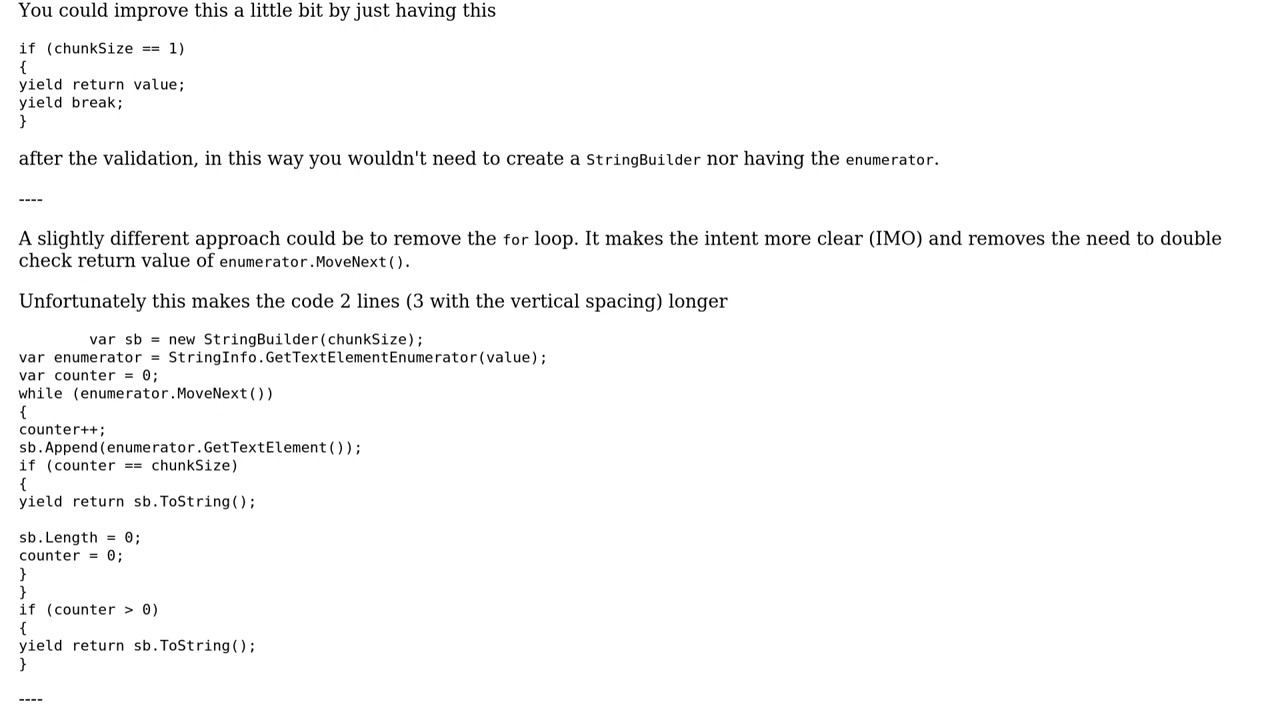 You could improve this a little bit by just having this
if (chunkSize == 1)
{
yield return value;
yield break;
}
after the validation, in this way you wouldn't need to create a StringBuilder nor having the enumerator.
----
A slightly different approach could be to remove the for loop. It makes the intent more clear (IMO) and removes the need to double
check return value of enumerator.MoveNext().
Unfortunately this makes the code 2 lines (3 with the vertical spacing) longer
        var sb = new StringBuilder(chunkSize);
var enumerator = StringInfo.GetTextElementEnumerator(value);
var counter = 0;
while (enumerator.MoveNext())
{
counter++;
sb.Append(enumerator.GetTextElement());
if (counter == chunkSize)
{
yield return sb.ToString();

sb.Length = 0;
counter = 0;
}
}
if (counter > 0)
{
yield return sb.ToString();
}
----